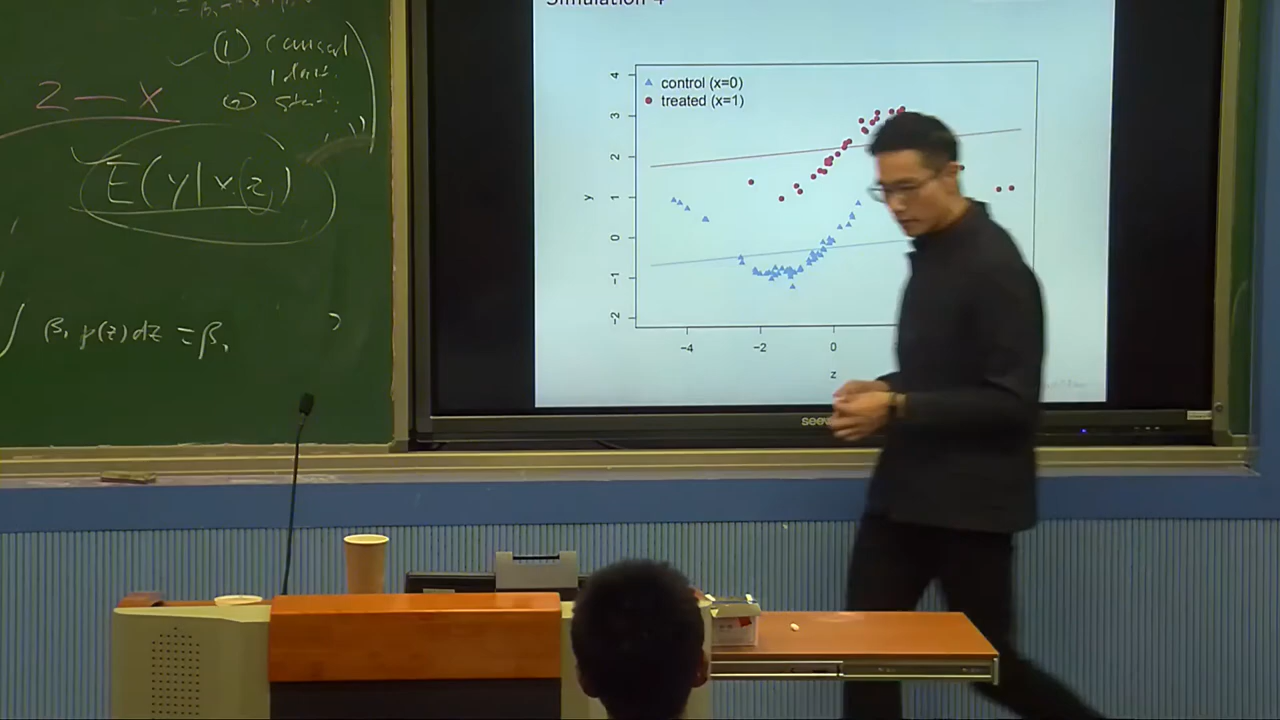 (1) causal
ident.
(2) stat.
Z — X
E(y|x,z)
∫ β₁ p(z)dz = β₁
Simulation 4
control (x=0)
treated (x=1)
4
3
2
1
0
-1
-2
y
-4
-2
0
z